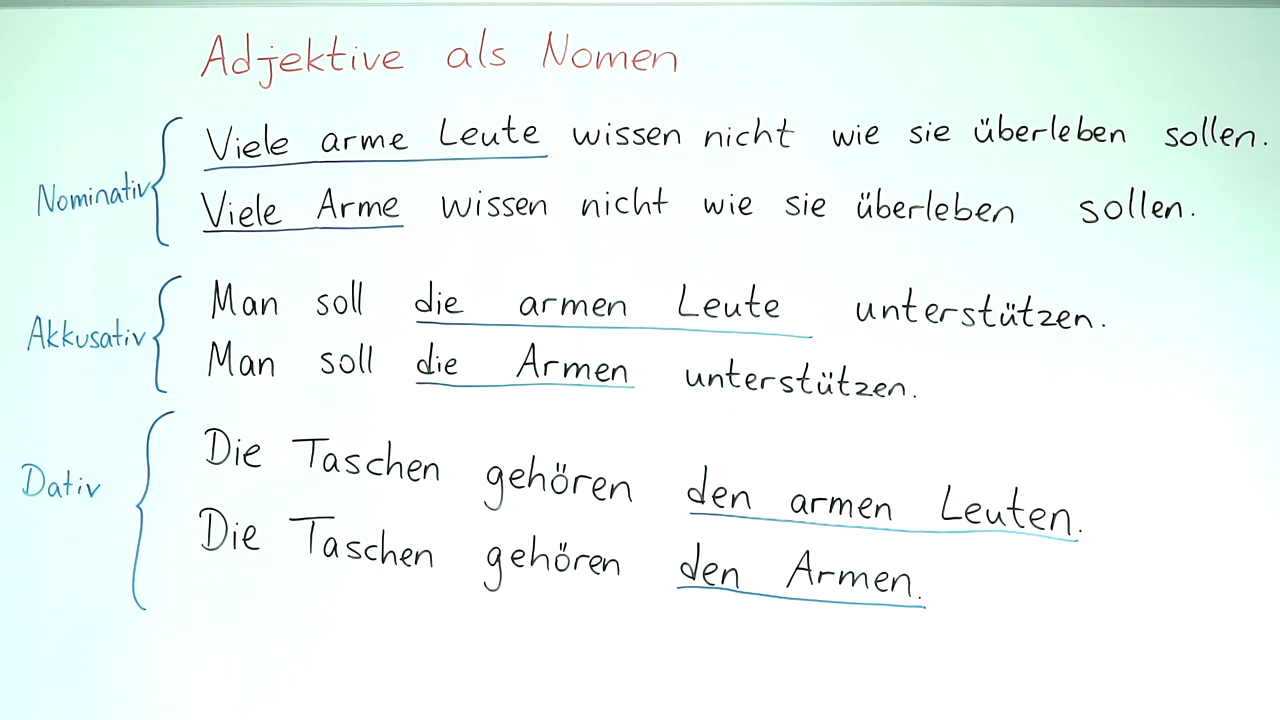 Adjektive als Nomen
Nominativ
Viele arme Leute wissen nicht wie sie überleben sollen.
Viele Arme wissen nicht wie sie überleben sollen.
Akkusativ
Man soll die armen Leute unterstützen.
Man soll die Armen unterstützen.
Dativ
Die Taschen gehören den armen Leuten.
Die Taschen gehören den Armen.